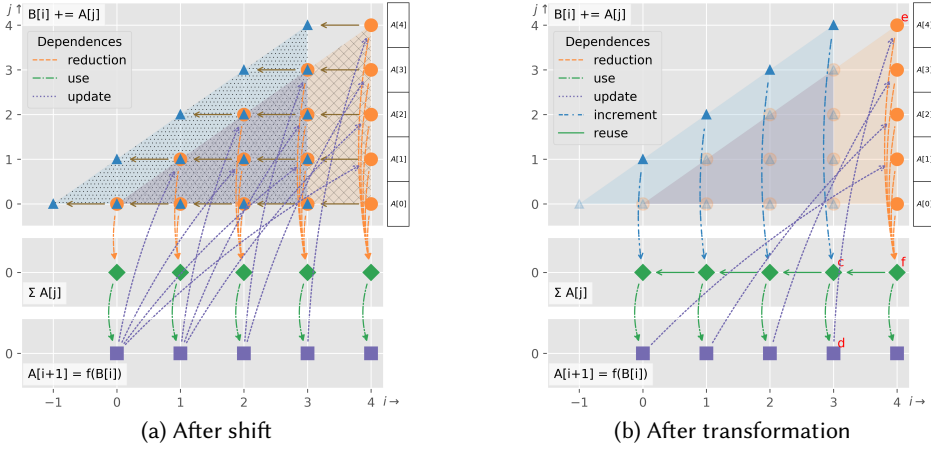 j ↑
B[i] += A[j]
4
3
2
1
0
Dependences
reduction
use
update
A[4]
A[3]
A[2]
A[1]
A[0]
0
Σ A[j]
0
A[i+1] = f(B[i])
−1 0 1 2 3 4 i →
(a) After shift
j ↑
B[i] += A[j]
4
3
2
1
0
Dependences
reduction
use
update
increment
reuse
e
A[4]
A[3]
A[2]
A[1]
A[0]
0
c
f
Σ A[j]
0
d
A[i+1] = f(B[i])
−1 0 1 2 3 4 i →
(b) After transformation